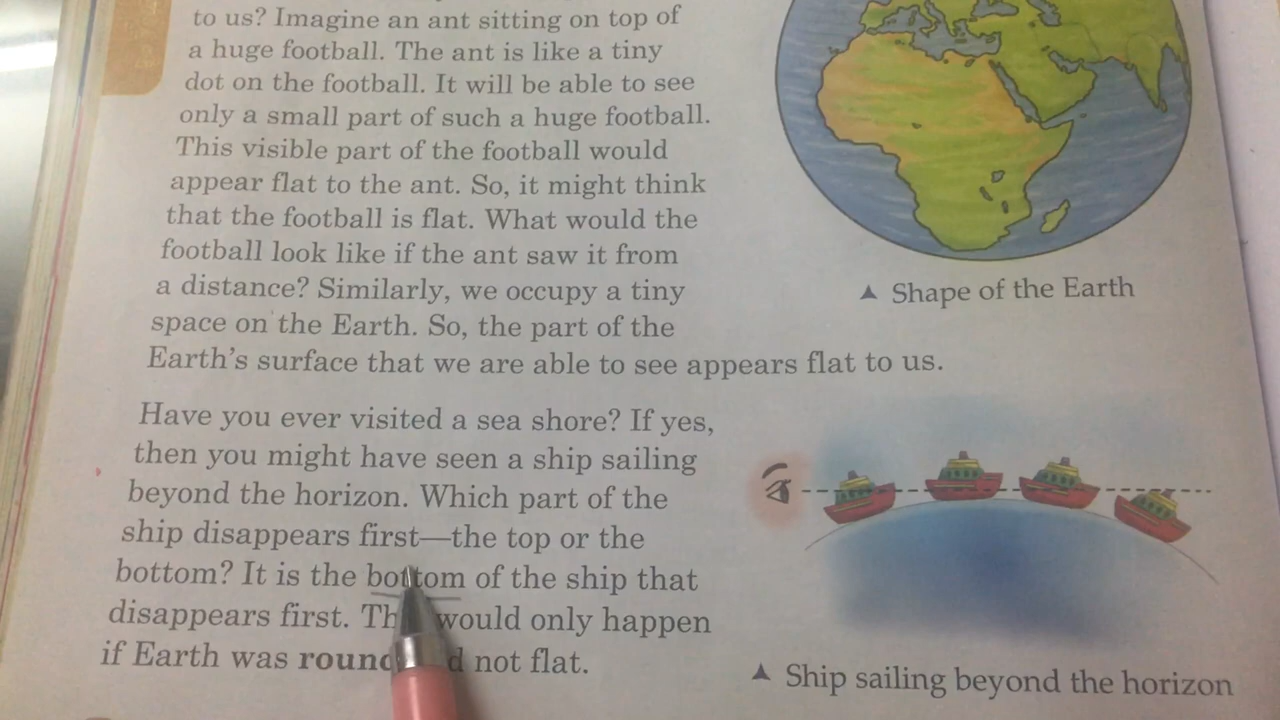 to us? Imagine an ant sitting on top of
a huge football. The ant is like a tiny
dot on the football. It will be able to see
only a small part of such a huge football.
This visible part of the football would
appear flat to the ant. So, it might think
that the football is flat. What would the
football look like if the ant saw it from
a distance? Similarly, we occupy a tiny
space on the Earth. So, the part of the
Earth's surface that we are able to see appears flat to us.
Shape of the Earth
Have you ever visited a sea shore? If yes,
then you might have seen a ship sailing
beyond the horizon. Which part of the
ship disappears first—the top or the
bottom? It is the bottom of the ship that
disappears first. would only happen
if Earth was not flat.
Ship sailing beyond the horizon